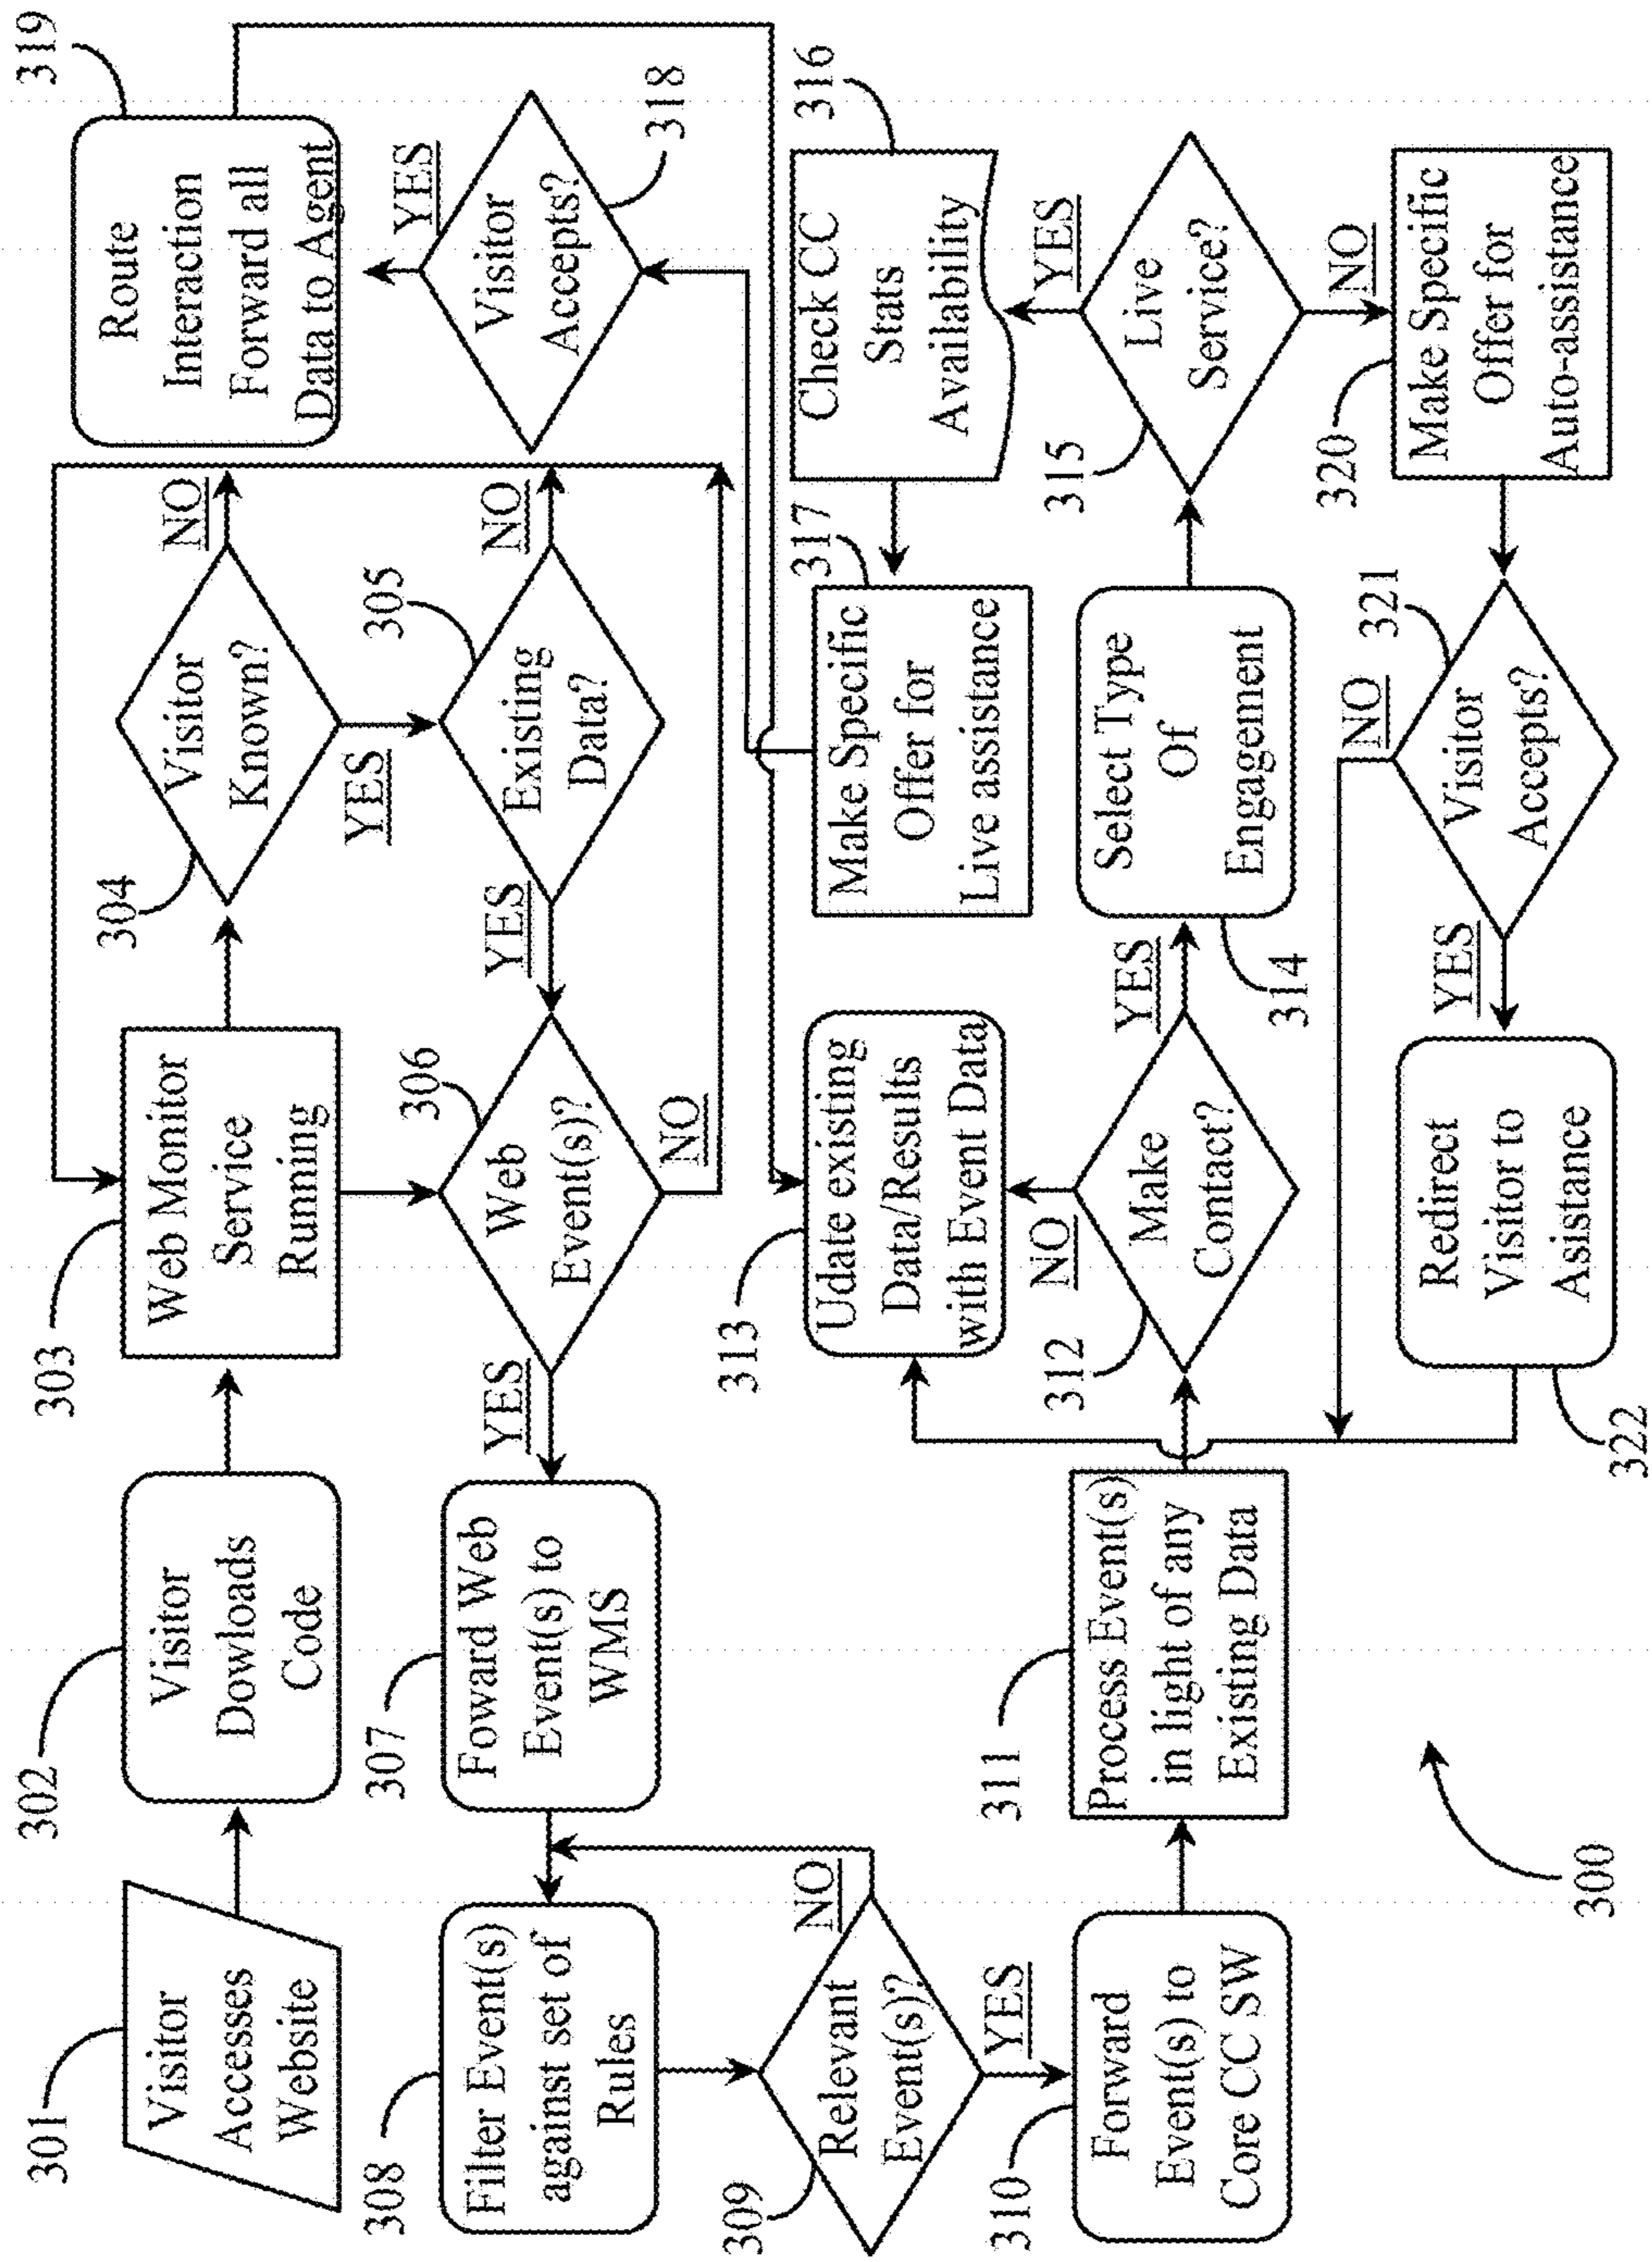 301
Visitor
Accesses
Website
302
Visitor
Dowloads
Code
303
Web Monitor
Service
Running
304
Visitor
Known?
NO
YES
305
Existing
Data?
NO
YES
306
Web
Event(s)?
NO
YES
307
Foward Web
Event(s) to
WMS
308
Filter Event(s)
against set of
Rules
309
Relevant
Event(s)?
NO
YES
310
Forward
Event(s) to
Core CC SW
311
Process Event(s)
in light of any
Existing Data
312
Make
Contact?
NO
YES
313
Udate existing
Data/Results
with Event Data
314
Select Type
Of
Engagement
315
Live
Service?
YES
NO
316
Check CC
Stats
Availability
317
Make Specific
Offer for
Live assistance
318
Visitor
Accepts?
YES
319
Route
Interaction
Forward all
Data to Agent
320
Make Specific
Offer for
Auto-assistance
321
Visitor
Accepts?
NO
YES
322
Redirect
Visitor to
Asistance
300